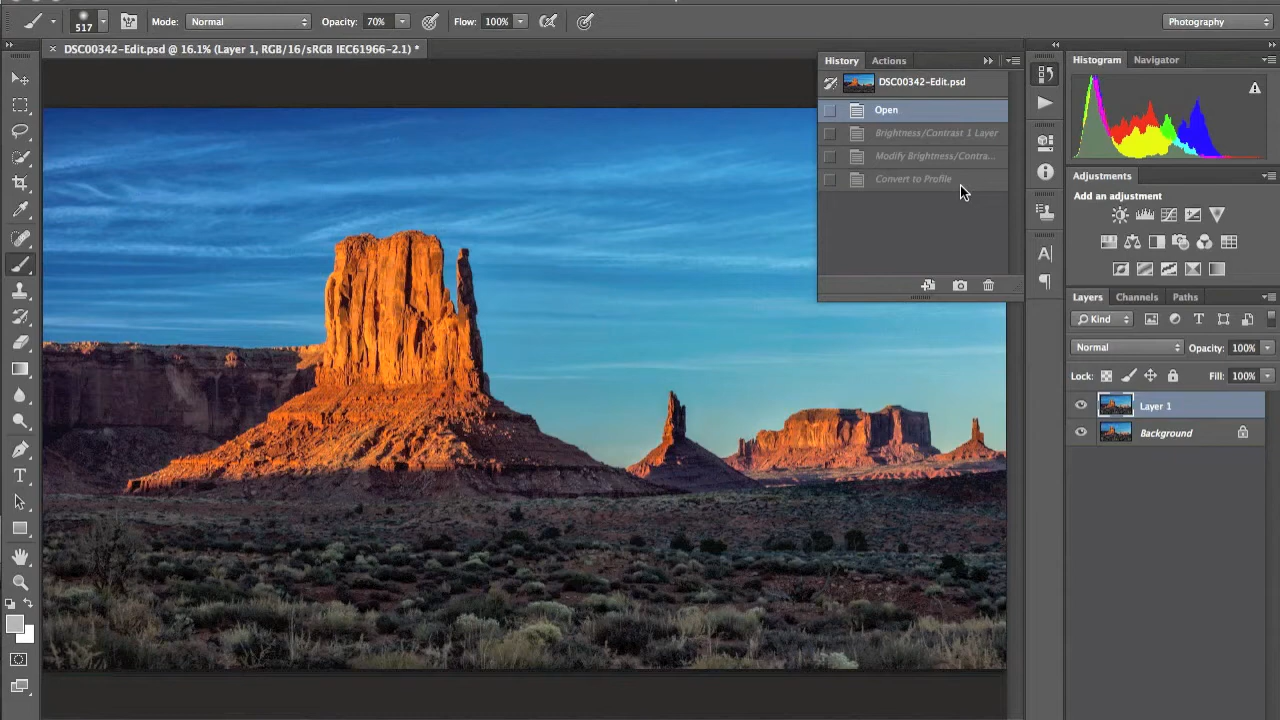 517 Mode: Normal Opacity: 70% Flow: 100% Photography
× DSC00342-Edit.psd @ 16.1% (Layer 1, RGB/16/sRGB IEC61966-2.1) *
History Actions
DSC00342-Edit.psd
Open
Brightness/Contrast 1 Layer
Modify Brightness/Contra...
Convert to Profile
Histogram Navigator
Adjustments
Add an adjustment
Layers Channels Paths
Kind
Normal Opacity: 100%
Lock: Fill: 100%
Layer 1
Background